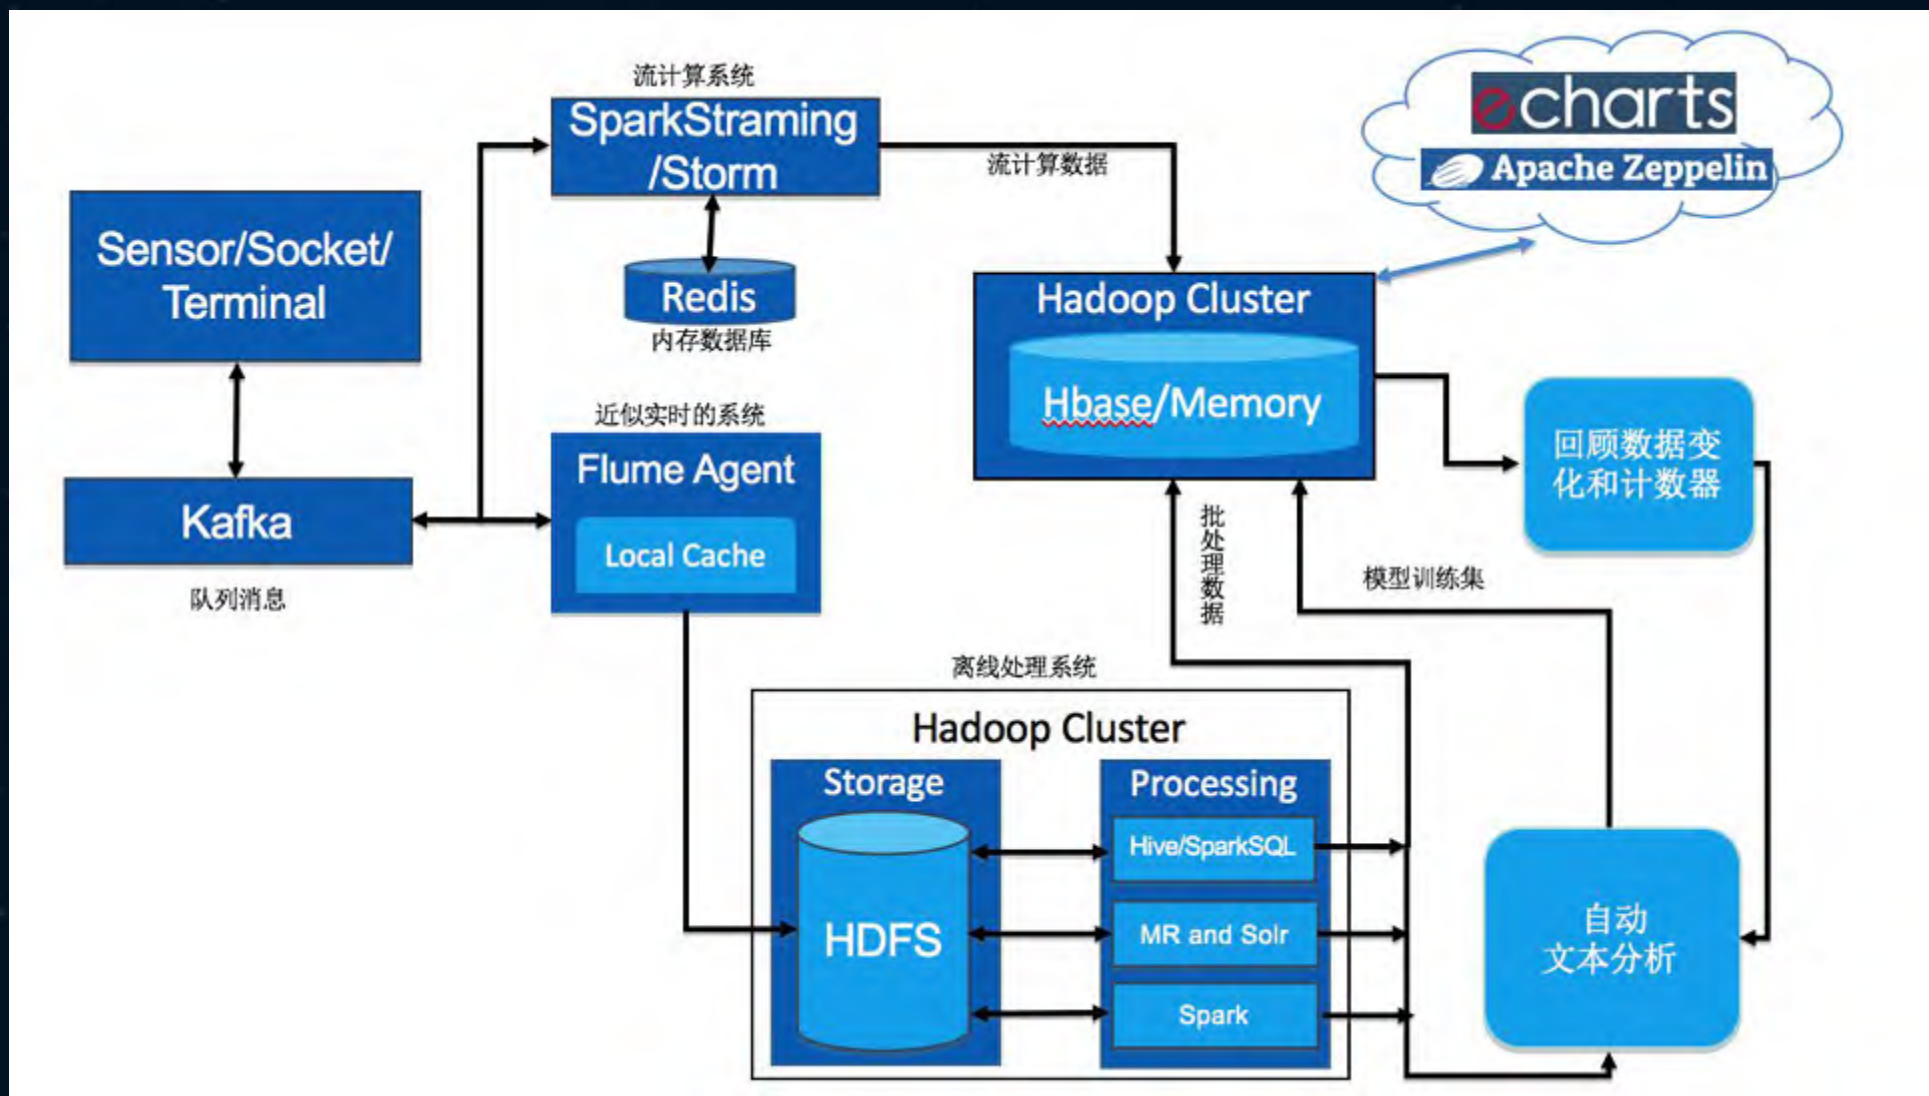 流计算系统
SparkStraming
/Storm
流计算数据
echarts
Apache Zeppelin
Sensor/Socket/
Terminal
Redis
内存数据库
Hadoop Cluster
Hbase/Memory
近似实时的系统
Flume Agent
Local Cache
Kafka
队列消息
回顾数据变
化和计数器
批处理数据
模型训练集
离线处理系统
Hadoop Cluster
Storage
HDFS
Processing
Hive/SparkSQL
MR and Solr
Spark
自动
文本分析